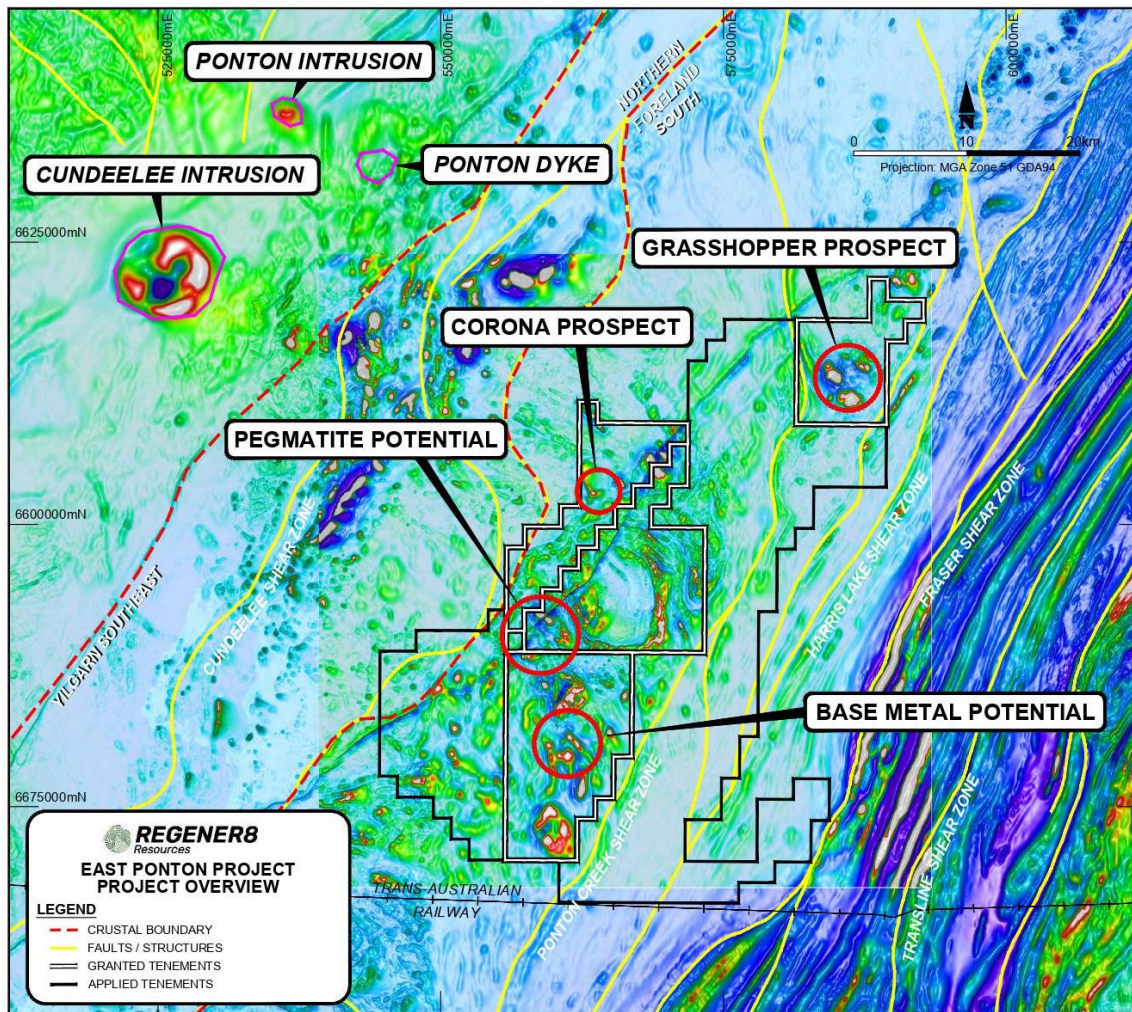 525000mE
550000mE
575000mE
600000mE
PONTON INTRUSION
NORTHERN
FORELAND
SOUTH
N
PONTON DYKE
0 10 20km
Projection: MGA Zone 51 GDA94
CUNDEELEE INTRUSION
6625000mN
GRASSHOPPER PROSPECT
CORONA PROSPECT
PEGMATITE POTENTIAL
6600000mN
YILGARN SOUTHEAST
CUNDEELEE SHEAR ZONE
HARRIS LAKE SHEAR ZONE
FRASER SHEAR ZONE
BASE METAL POTENTIAL
6675000mN
PONTON CREEK SHEAR ZONE
TRANSLINE SHEAR ZONE
TRANS-AUSTRALIAN
RAILWAY
REGENER8
Resources
EAST PONTON PROJECT
PROJECT OVERVIEW
LEGEND
CRUSTAL BOUNDARY
FAULTS / STRUCTURES
GRANTED TENEMENTS
APPLIED TENEMENTS